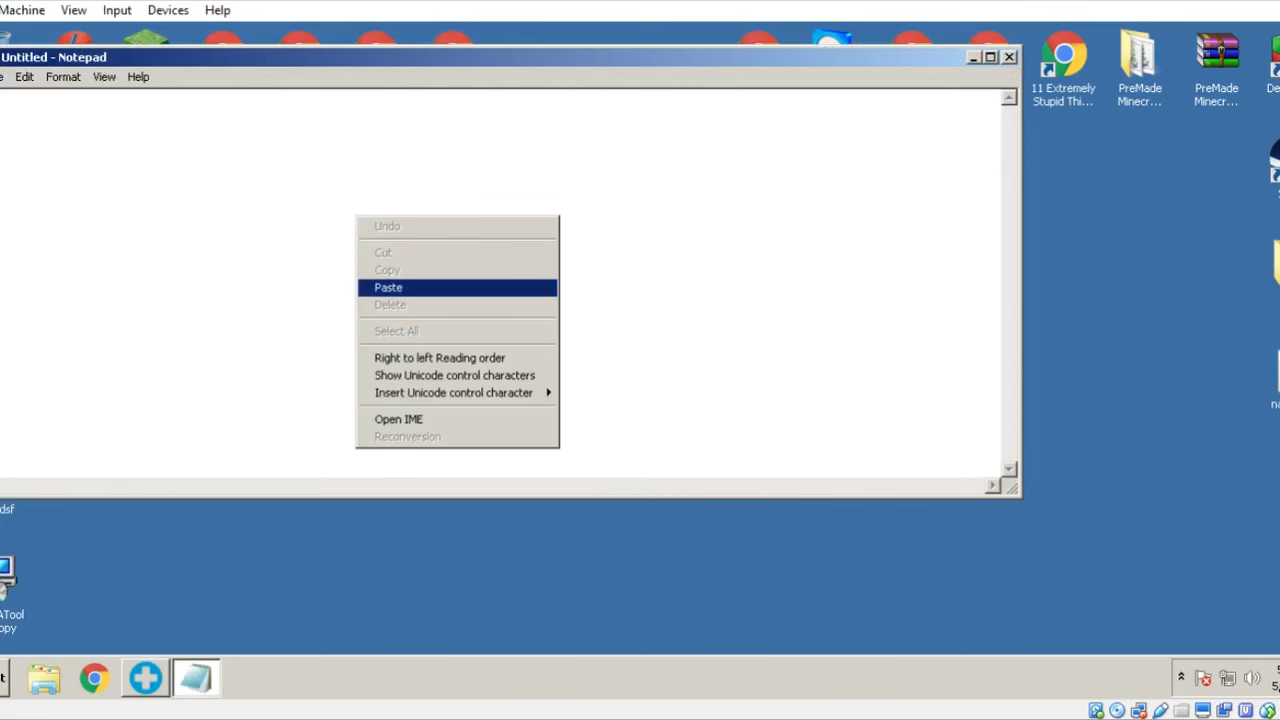 Machine View Input Devices Help
Untitled - Notepad
Edit Format View Help
11 Extremely
Stupid Thi...
PreMade
Minecr...
PreMade
Minecr...
Undo
Cut
Copy
Paste
Delete
Select All
Right to left Reading order
Show Unicode control characters
Insert Unicode control character
Open IME
Reconversion
dsf
ATool
opy